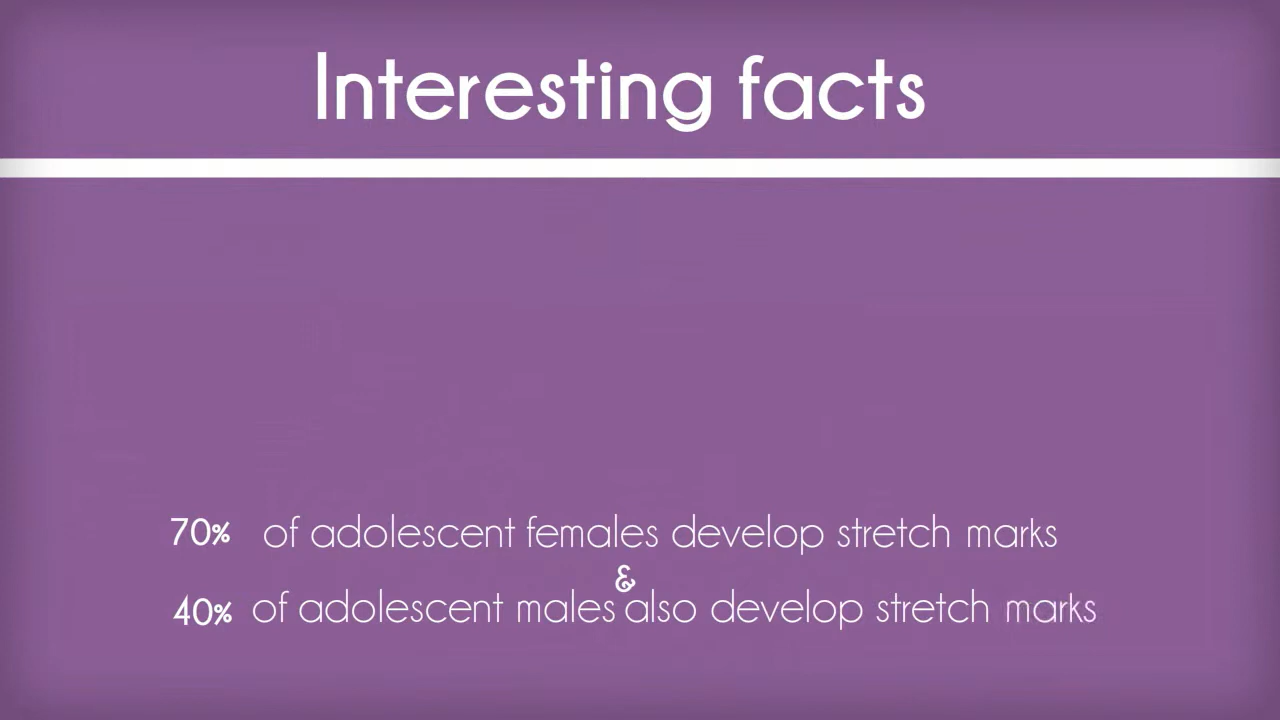 Interesting facts
70% of adolescent females develop stretch marks
&
40% of adolescent males also develop stretch marks